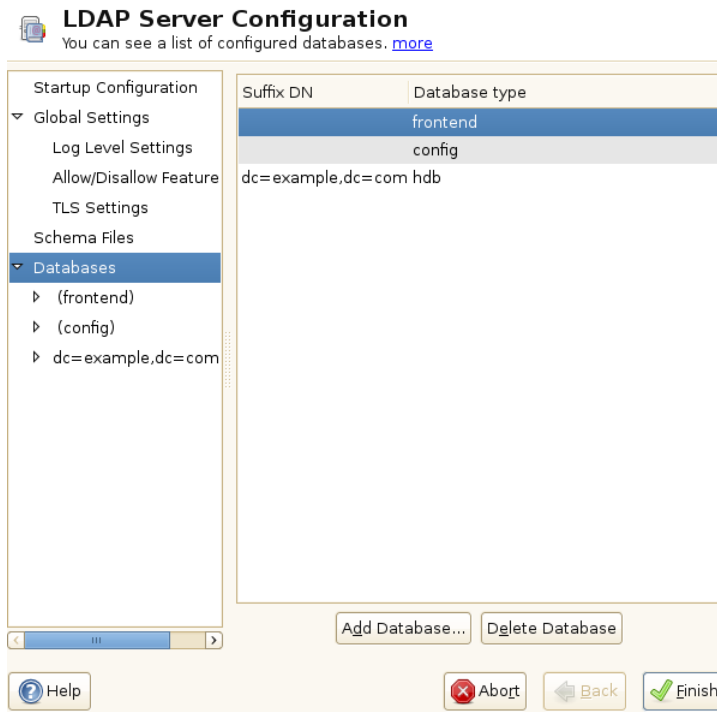 LDAP Server Configuration
You can see a list of configured databases. more
Startup Configuration
Global Settings
Log Level Settings
Allow/Disallow Feature
TLS Settings
Schema Files
Databases
(frontend)
(config)
dc=example,dc=com
Suffix DN Database type
frontend
config
dc=example,dc=com hdb
Add Database... Delete Database
Help Abort Back Finish